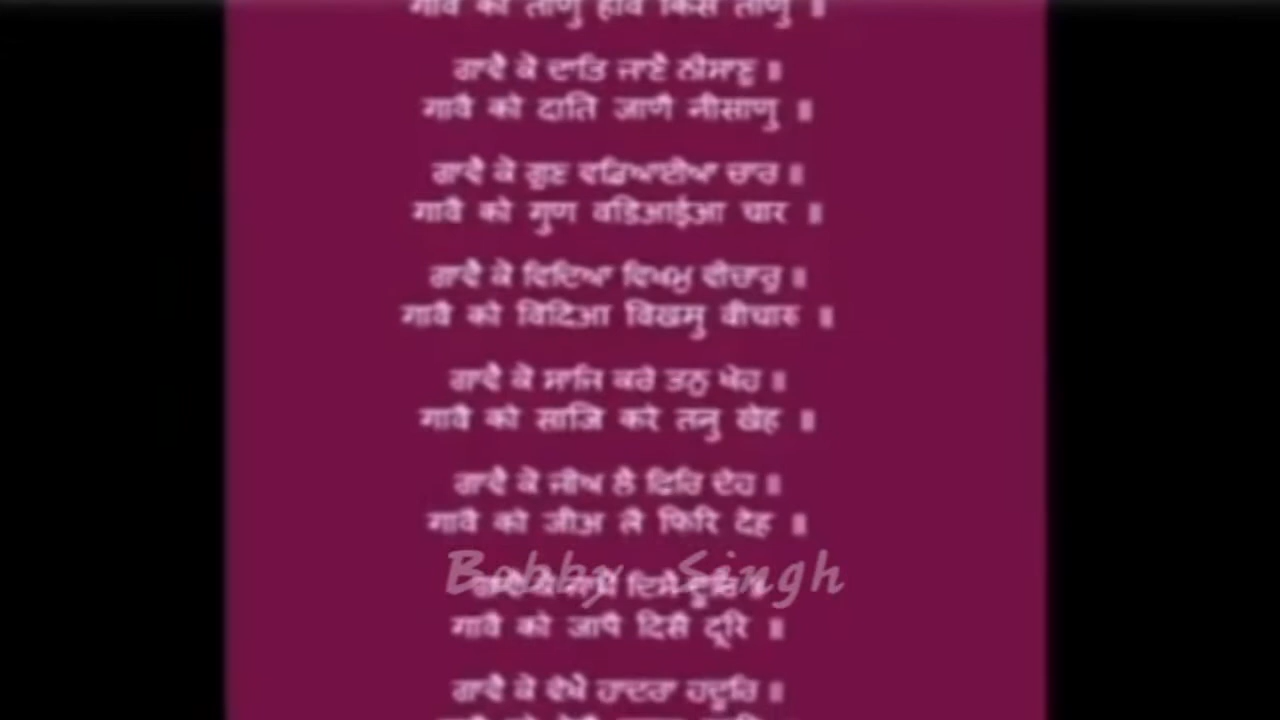 गावै को ताणु होवै किसै ताणु ॥
ਗਾਵੈ ਕੋ ਦਾਤਿ ਜਾਣੈ ਨੀਸਾਣੁ ॥
गावै को दाति जाणै नीसाणु ॥
ਗਾਵੈ ਕੋ ਗੁਣ ਵਡਿਆਈਆ ਚਾਰ ॥
गावै को गुण वडिआईआ चार ॥
ਗਾਵੈ ਕੋ ਵਿਦਿਆ ਵਿਖਮੁ ਵੀਚਾਰੁ ॥
गावै को विदिआ विखमु वीचारु ॥
ਗਾਵੈ ਕੋ ਸਾਜਿ ਕਰੇ ਤਨੁ ਖੇਹ ॥
गावै को साजि करे तनु खेह ॥
ਗਾਵੈ ਕੋ ਜੀਅ ਲੈ ਫਿਰਿ ਦੇਹ ॥
गावै को जीअ लै फिरि देह ॥
Bobby Singh
ਗਾਵੈ ਕੋ ਜਾਪੈ ਦਿਸੈ ਦੂਰਿ ॥
गावै को जापै दिसै दूरि ॥
ਗਾਵੈ ਕੋ ਵੇਖੈ ਹਾਦਰਾ ਹਦੂਰਿ ॥